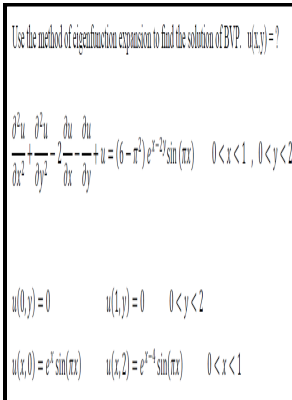 Use the method of eigenfunction expansion to find the solution of BVP. u(x,y) = ?
∂²u/∂x² + ∂²u/∂y² − 2 ∂u/∂x − ∂u/∂y + u = (6 − π²) e^{x−2y} sin(πx) 0 < x < 1 , 0 < y < 2
u(0,y) = 0 u(1,y) = 0 0 < y < 2
u(x,0) = e^x sin(πx) u(x,2) = e^{x−4} sin(πx) 0 < x < 1